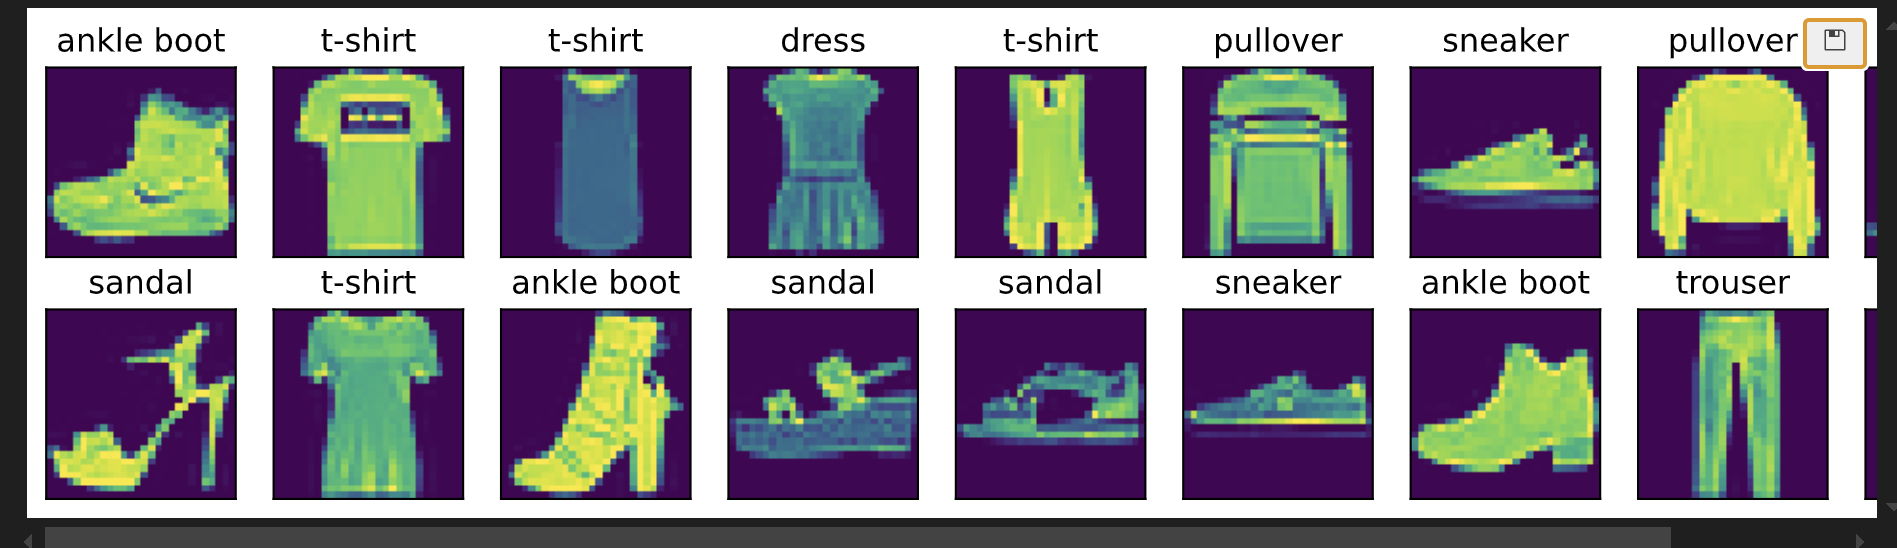 ankle boot t-shirt t-shirt dress t-shirt pullover sneaker pullover
sandal t-shirt ankle boot sandal sandal sneaker ankle boot trouser